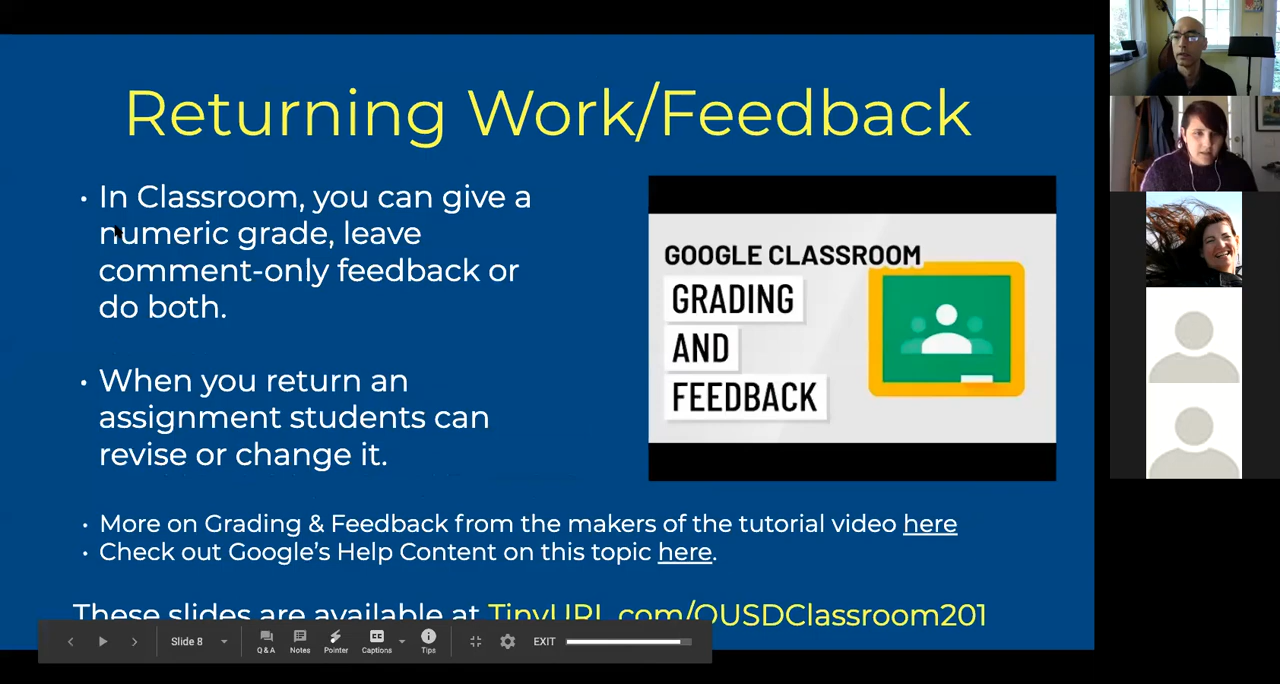 Returning Work/Feedback
• In Classroom, you can give a
numeric grade, leave
comment-only feedback or
do both.
• When you return an
assignment students can
revise or change it.
GOOGLE CLASSROOM
GRADING
AND
FEEDBACK
• More on Grading & Feedback from the makers of the tutorial video here
• Check out Google's Help Content on this topic here.
These slides are available at TinyURL.com/OUSDClassroom201
Slide 8
Q & A
Notes
Pointer
CC
Captions
Tips
EXIT